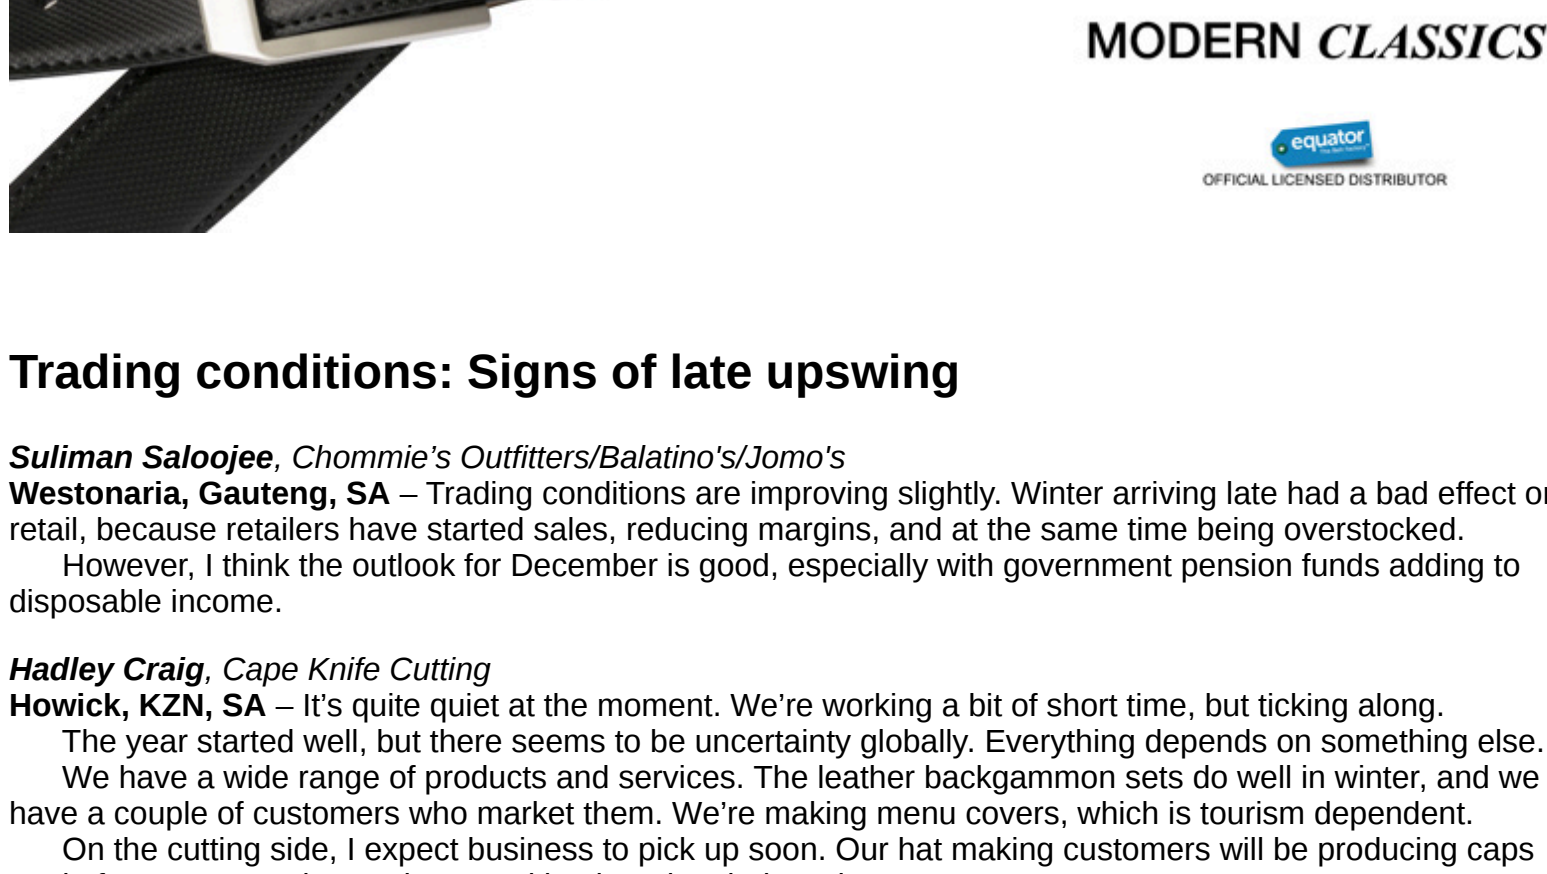 MODERN CLASSICS
equator
OFFICIAL LICENSED DISTRIBUTOR
Trading conditions: Signs of late upswing
Suliman Saloojee, Chommie’s Outfitters/Balatino's/Jomo's
Westonaria, Gauteng, SA – Trading conditions are improving slightly. Winter arriving late had a bad effect on
retail, because retailers have started sales, reducing margins, and at the same time being overstocked.
However, I think the outlook for December is good, especially with government pension funds adding to
disposable income.
Hadley Craig, Cape Knife Cutting
Howick, KZN, SA – It’s quite quiet at the moment. We’re working a bit of short time, but ticking along.
The year started well, but there seems to be uncertainty globally. Everything depends on something else.
We have a wide range of products and services. The leather backgammon sets do well in winter, and we
have a couple of customers who market them. We’re making menu covers, which is tourism dependent.
On the cutting side, I expect business to pick up soon. Our hat making customers will be producing caps